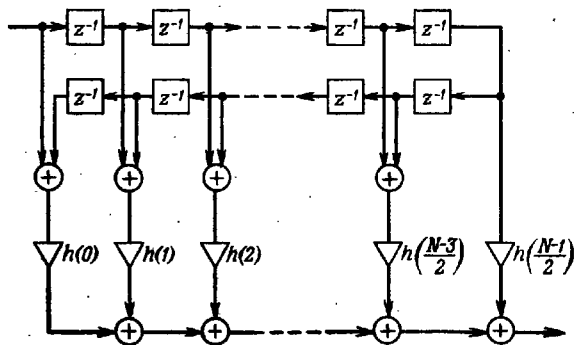 z⁻¹ z⁻¹ z⁻¹ z⁻¹
z⁻¹ z⁻¹ z⁻¹ z⁻¹
+ + + +
h(0) h(1) h(2) h(N-3/2) h(N-1/2)
+ + + +